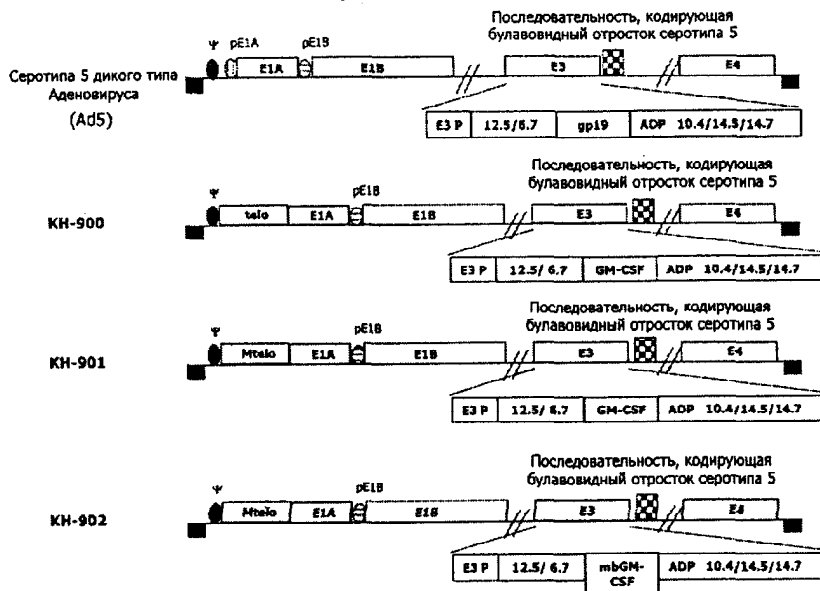 Последовательность, кодирующая
булавовидный отросток серотипа 5
Ψ pE1A pE1B
E1A E1B E3 E4
Серотипа 5 дикого типа
Аденовируса
(Ad5)
E3 P 12.5/6.7 gp19 ADP 10.4/14.5/14.7
Последовательность, кодирующая
булавовидный отросток серотипа 5
Ψ pE1B
KH-900 telo E1A E1B E3 E4
E3 P 12.5/ 6.7 GM-CSF ADP 10.4/14.5/14.7
Последовательность, кодирующая
булавовидный отросток серотипа 5
Ψ pE1B
KH-901 Mtelo E1A E1B E3 E4
E3 P 12.5/ 6.7 GM-CSF ADP 10.4/14.5/14.7
Последовательность, кодирующая
булавовидный отросток серотипа 5
Ψ pE1B
KH-902 Mtelo E1A E1B E3 E4
E3 P 12.5/ 6.7 mbGM-
CSF ADP 10.4/14.5/14.7